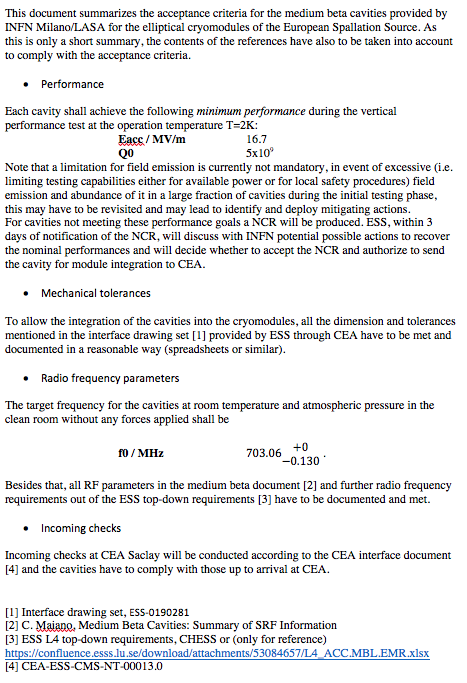 This document summarizes the acceptance criteria for the medium beta cavities provided by
INFN Milano/LASA for the elliptical cryomodules of the European Spallation Source. As
this is only a short summary, the contents of the references have also to be taken into account
to comply with the acceptance criteria.
• Performance
Each cavity shall achieve the following minimum performance during the vertical
performance test at the operation temperature T=2K:
Eacc / MV/m 16.7
Q0 5x10⁹
Note that a limitation for field emission is currently not mandatory, in event of excessive (i.e.
limiting testing capabilities either for available power or for local safety procedures) field
emission and abundance of it in a large fraction of cavities during the initial testing phase,
this may have to be revisited and may lead to identify and deploy mitigating actions.
For cavities not meeting these performance goals a NCR will be produced. ESS, within 3
days of notification of the NCR, will discuss with INFN potential possible actions to recover
the nominal performances and will decide whether to accept the NCR and authorize to send
the cavity for module integration to CEA.
• Mechanical tolerances
To allow the integration of the cavities into the cryomodules, all the dimension and tolerances
mentioned in the interface drawing set [1] provided by ESS through CEA have to be met and
documented in a reasonable way (spreadsheets or similar).
• Radio frequency parameters
The target frequency for the cavities at room temperature and atmospheric pressure in the
clean room without any forces applied shall be
f0 / MHz 703.06 +0 −0.130 .
Besides that, all RF parameters in the medium beta document [2] and further radio frequency
requirements out of the ESS top-down requirements [3] have to be documented and met.
• Incoming checks
Incoming checks at CEA Saclay will be conducted according to the CEA interface document
[4] and the cavities have to comply with those up to arrival at CEA.
[1] Interface drawing set, ESS-0190281
[2] C. Maiano, Medium Beta Cavities: Summary of SRF Information
[3] ESS L4 top-down requirements, CHESS or (only for reference)
https://confluence.esss.lu.se/download/attachments/53084657/L4_ACC.MBL.EMR.xlsx
[4] CEA-ESS-CMS-NT-00013.0